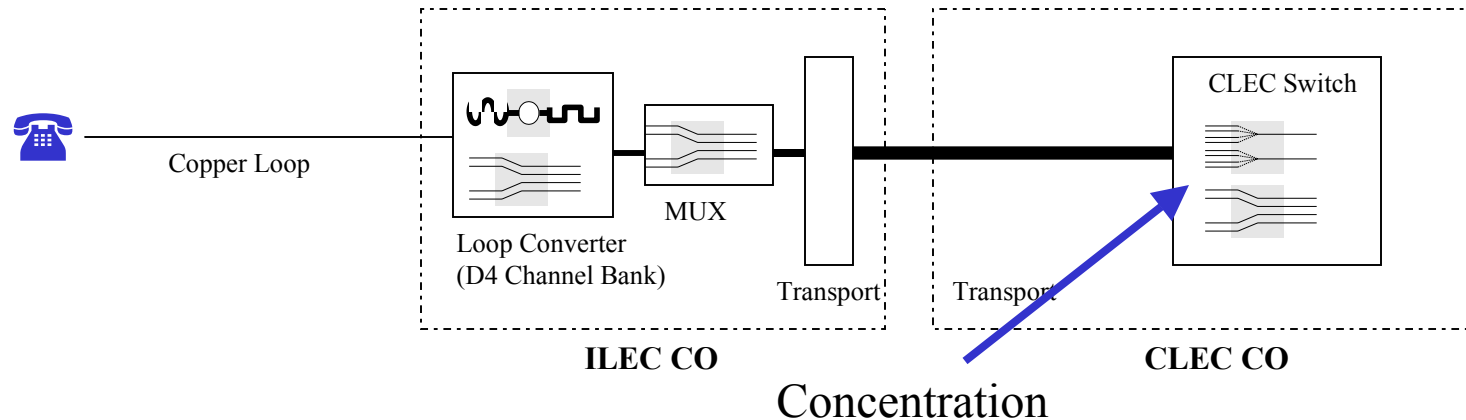 Copper Loop
Loop Converter
(D4 Channel Bank)
MUX
Transport
ILEC CO
Transport
CLEC Switch
CLEC CO
Concentration